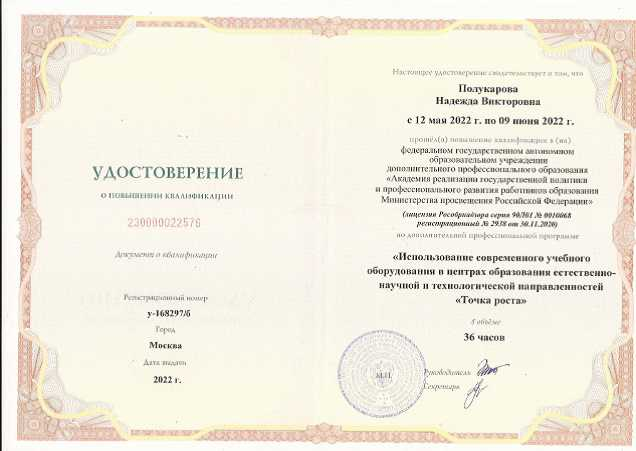 УДОСТОВЕРЕНИЕ
О ПОВЫШЕНИИ КВАЛИФИКАЦИИ
230000022576
Документ о квалификации
Регистрационный номер
у-168297/б
Город
Москва
Дата выдачи
2022 г.
Настоящее удостоверение свидетельствует о том, что
Полукарова
Надежда Викторовна
с 12 мая 2022 г. по 09 июня 2022 г.
прошёл(а) повышение квалификации в (на)
федеральном государственном автономном
образовательном учреждении
дополнительного профессионального образования
«Академия реализации государственной политики
и профессионального развития работников образования
Министерства просвещения Российской Федерации»
(лицензия Рособрнадзора серия 90Л01 № 0010068
регистрационный № 2938 от 30.11.2020)
по дополнительной профессиональной программе
«Использование современного учебного
оборудования в центрах образования естественно-
научной и технологической направленностей
«Точка роста»
в объёме
36 часов
М.П.
Руководитель
Секретарь